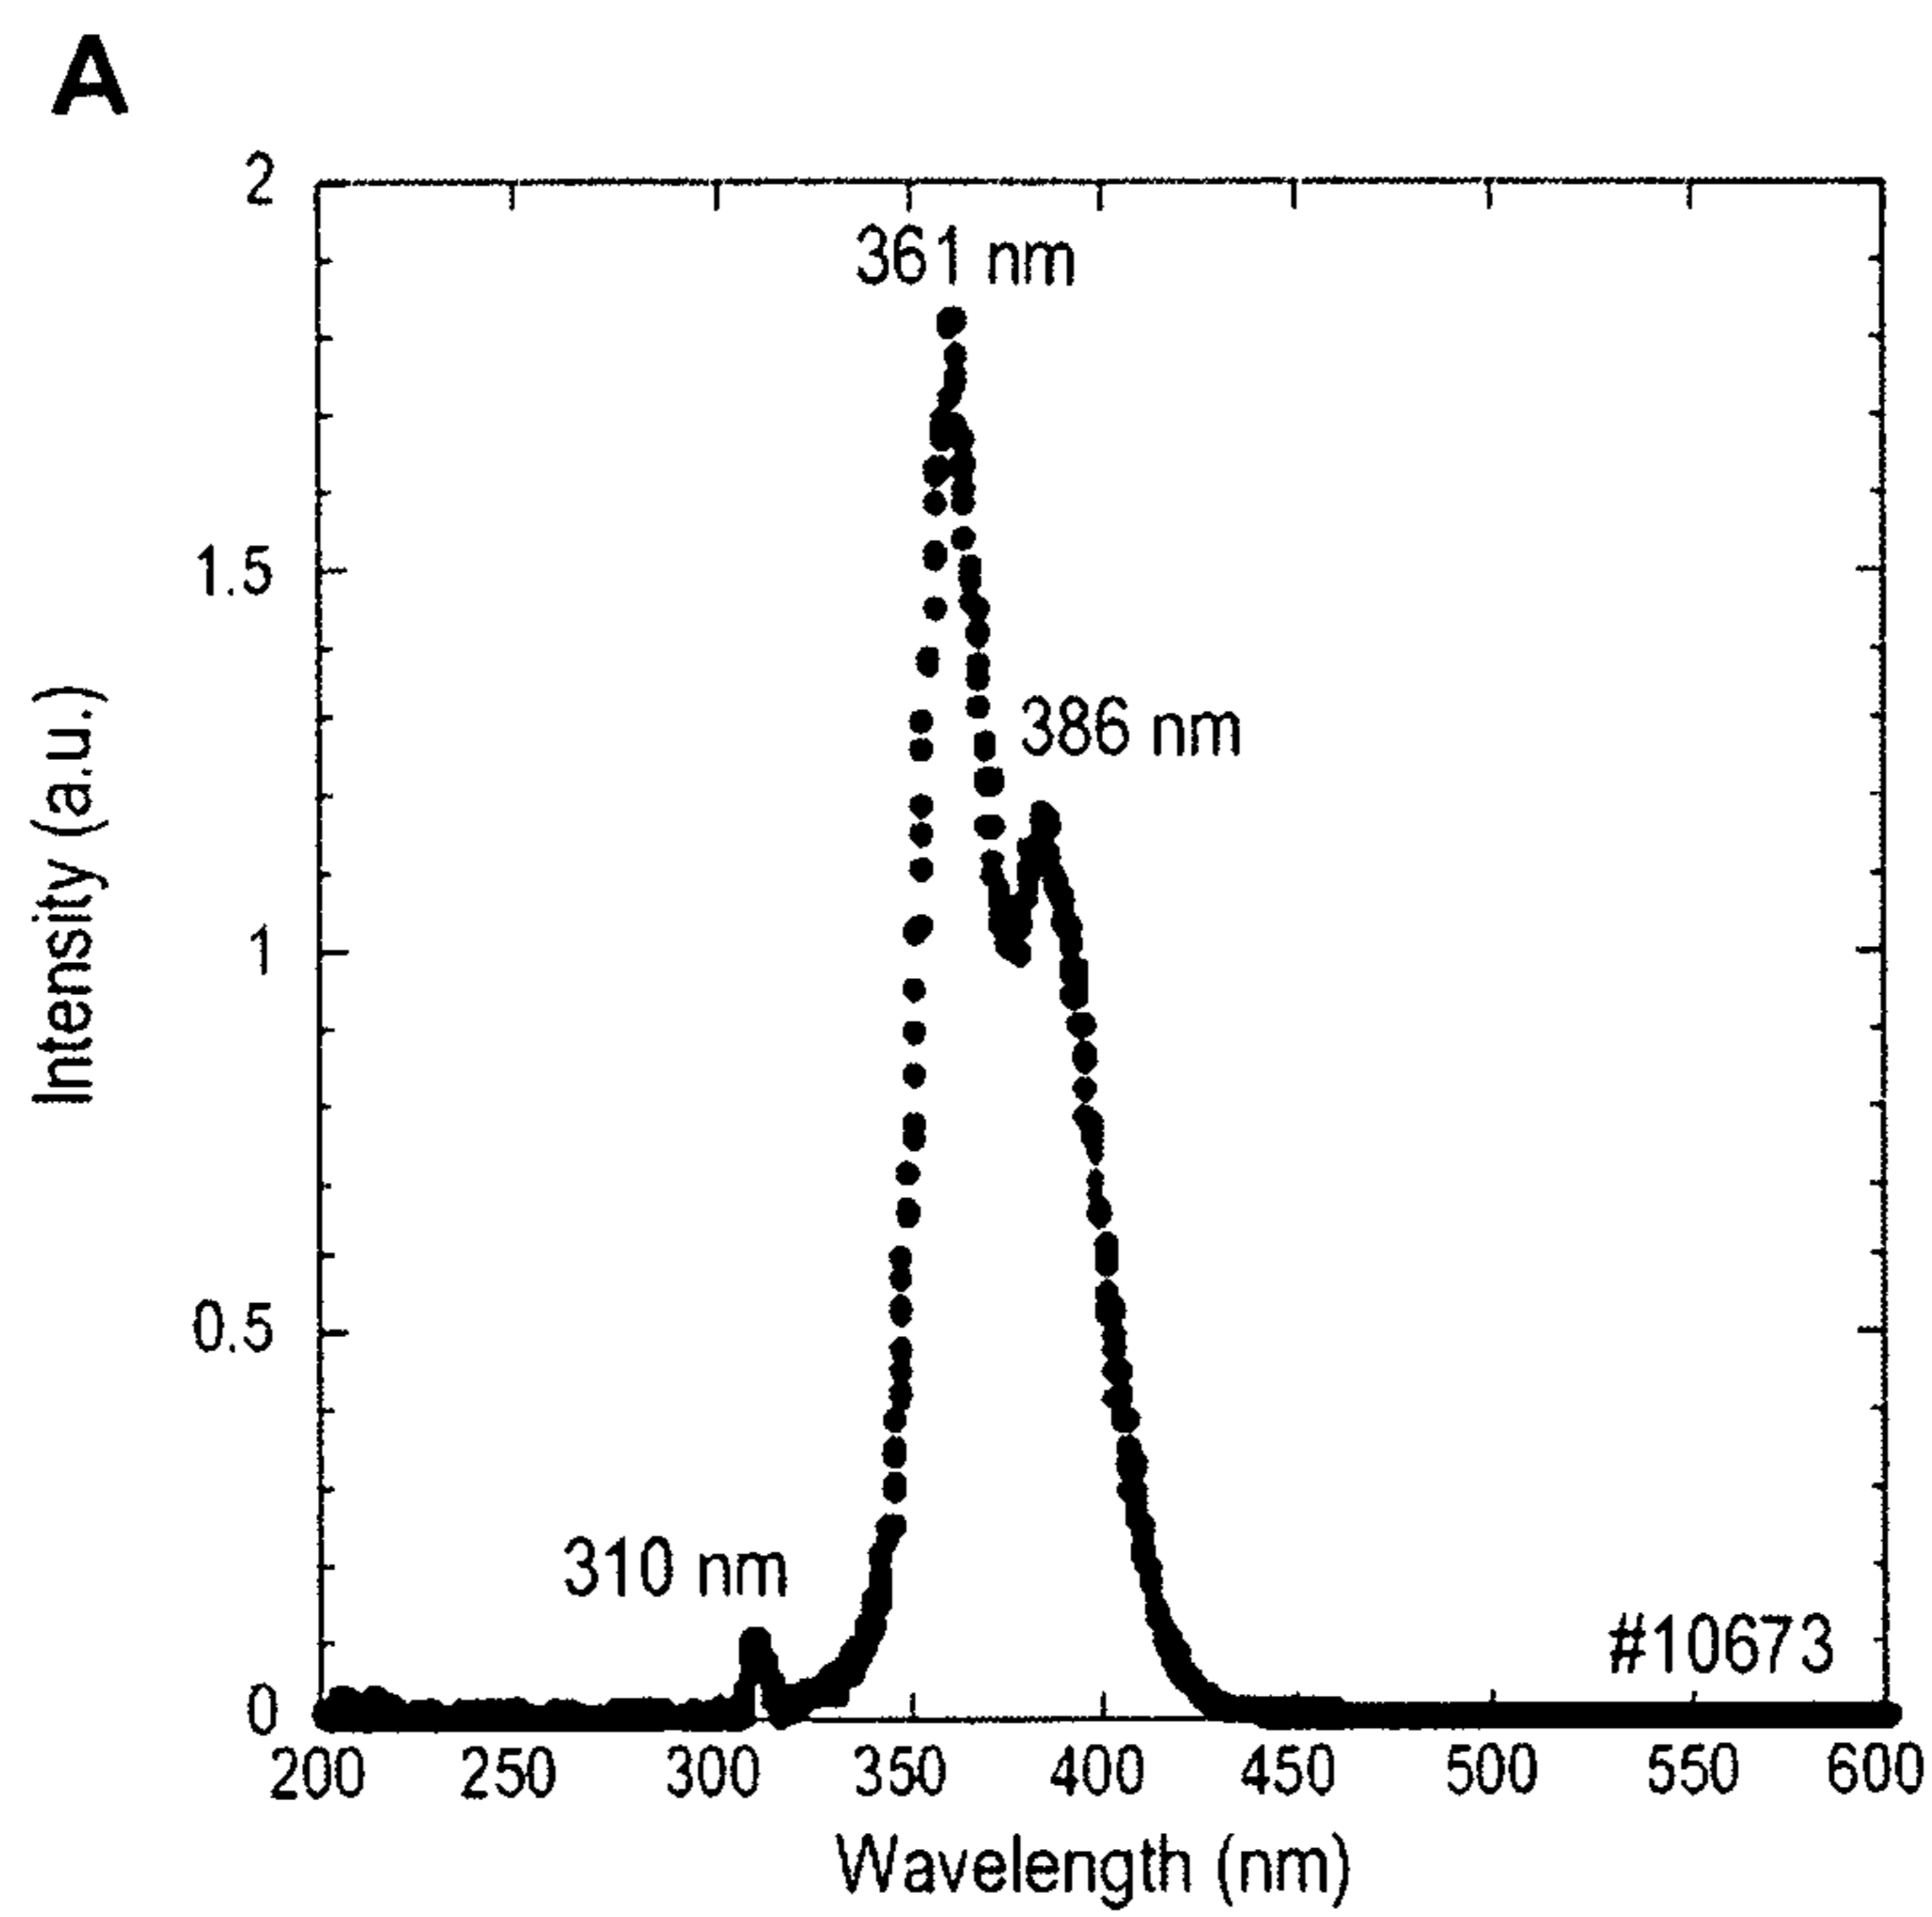 A
2
361 nm
1.5
386 nm
1
Intensity (a.u.)
0.5
310 nm
#10673
0
200 250 300 350 400 450 500 550 600
Wavelength (nm)